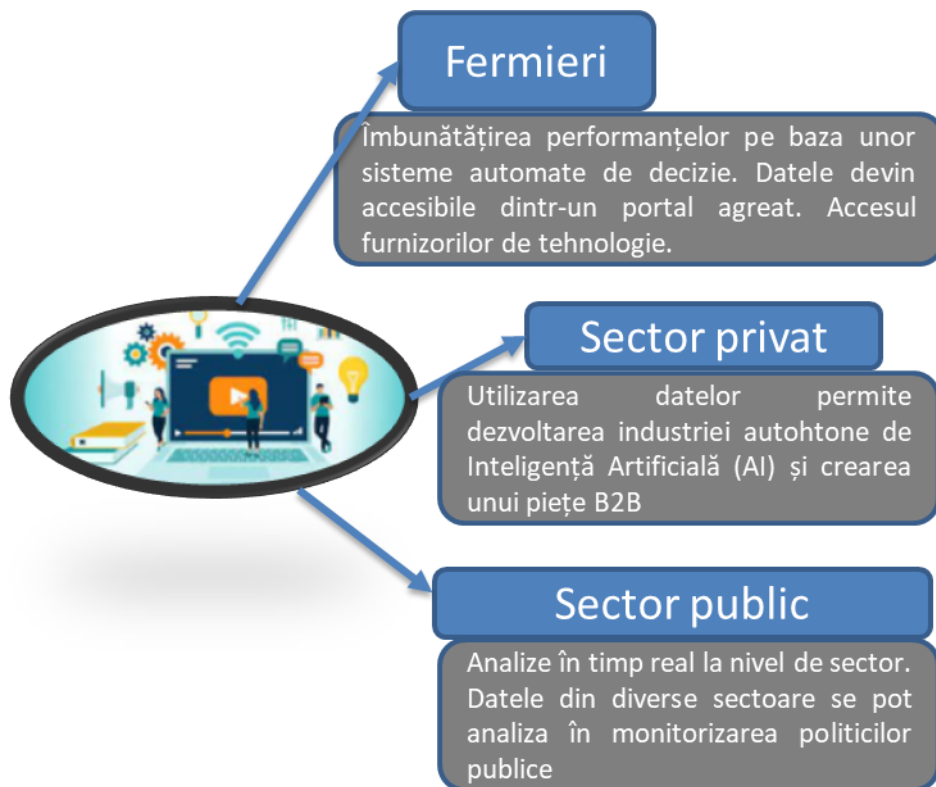 Fermieri
Îmbunătățirea performanțelor pe baza unor
sisteme automate de decizie. Datele devin
accesibile dintr-un portal agreat. Accesul
furnizorilor de tehnologie.
Sector privat
Utilizarea datelor permite
dezvoltarea industriei autohtone de
Inteligență Artificială (AI) și crearea
unui piețe B2B
Sector public
Analize în timp real la nivel de sector.
Datele din diverse sectoare se pot
analiza în monitorizarea politicilor
publice